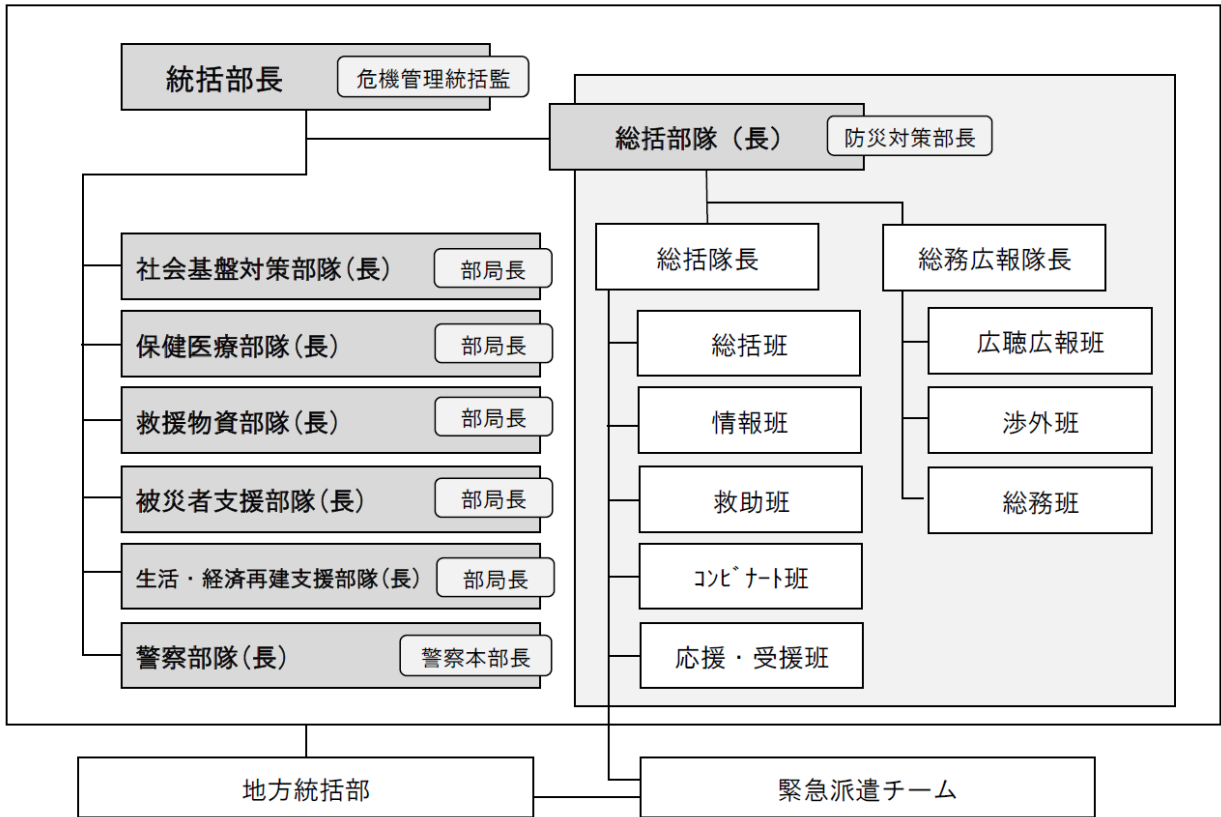 統括部長
危機管理統括監
総括部隊（長）
防災対策部長
社会基盤対策部隊(長)
部局長
保健医療部隊(長)
部局長
救援物資部隊(長)
部局長
被災者支援部隊(長)
部局長
生活・経済再建支援部隊(長)
部局長
警察部隊(長)
警察本部長
総括隊長
総括班
情報班
救助班
ｺﾝﾋﾞﾅｰﾄ班
応援・受援班
総務広報隊長
広聴広報班
渉外班
総務班
地方統括部
緊急派遣チーム